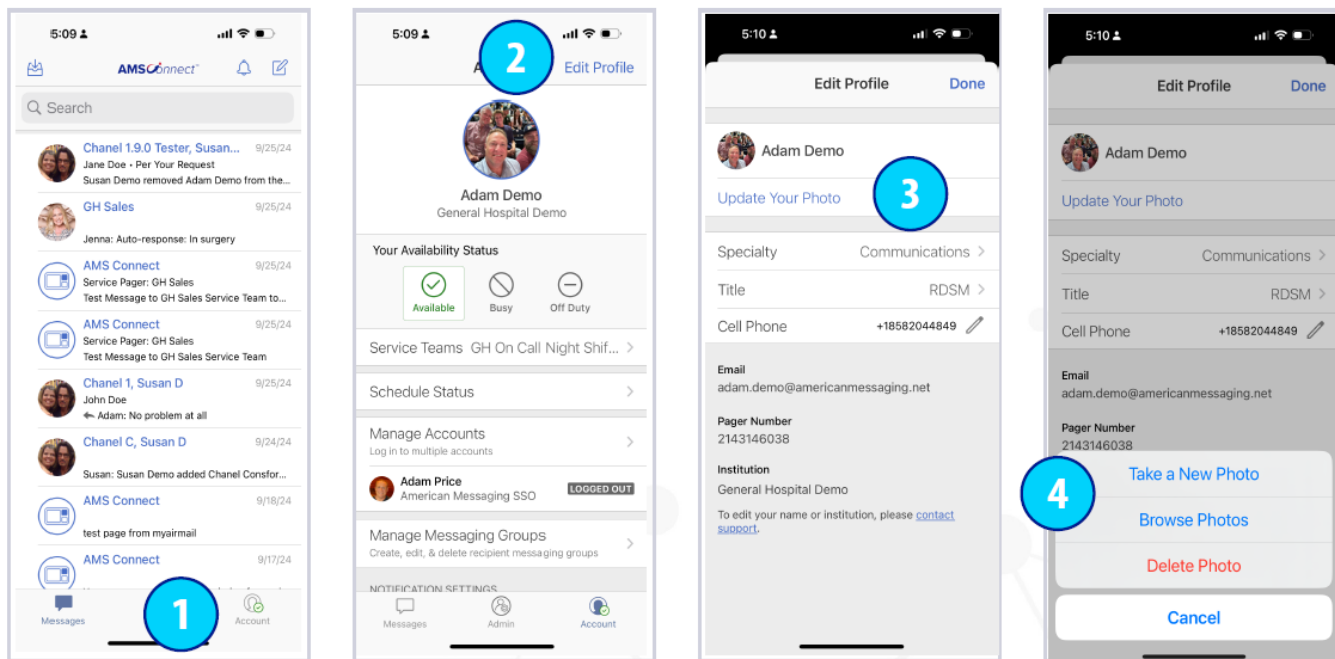 5:09
AMSConnect™
Search
Chanel 1.9.0 Tester, Susan... 9/25/24
Jane Doe • Per Your Request
Susan Demo removed Adam Demo from the...
GH Sales 9/25/24
Jenna: Auto-response: In surgery
AMS Connect 9/25/24
Service Pager: GH Sales
Test Message to GH Sales Service Team to...
AMS Connect 9/25/24
Service Pager: GH Sales
Test Message to GH Sales Service Team
Chanel 1, Susan D 9/25/24
John Doe
Adam: No problem at all
Chanel C, Susan D 9/24/24
Susan: Susan Demo added Chanel Consfor...
AMS Connect 9/18/24
test page from myairmail
AMS Connect 9/17/24
Messages
1
Account
5:09
2
Edit Profile
Adam Demo
General Hospital Demo
Your Availability Status
Available Busy Off Duty
Service Teams GH On Call Night Shif...
Schedule Status
Manage Accounts
Log in to multiple accounts
Adam Price
American Messaging SSO LOGGED OUT
Manage Messaging Groups
Create, edit, & delete recipient messaging groups
NOTIFICATION SETTINGS
Messages Admin Account
5:10
Edit Profile Done
Adam Demo
Update Your Photo
3
Specialty Communications
Title RDSM
Cell Phone +18582044849
Email
adam.demo@americanmessaging.net
Pager Number
2143146038
Institution
General Hospital Demo
To edit your name or institution, please contact
support.
5:10
Edit Profile Done
Adam Demo
Update Your Photo
Specialty Communications
Title RDSM
Cell Phone +18582044849
Email
adam.demo@americanmessaging.net
Pager Number
2143146038
4
Take a New Photo
Browse Photos
Delete Photo
Cancel